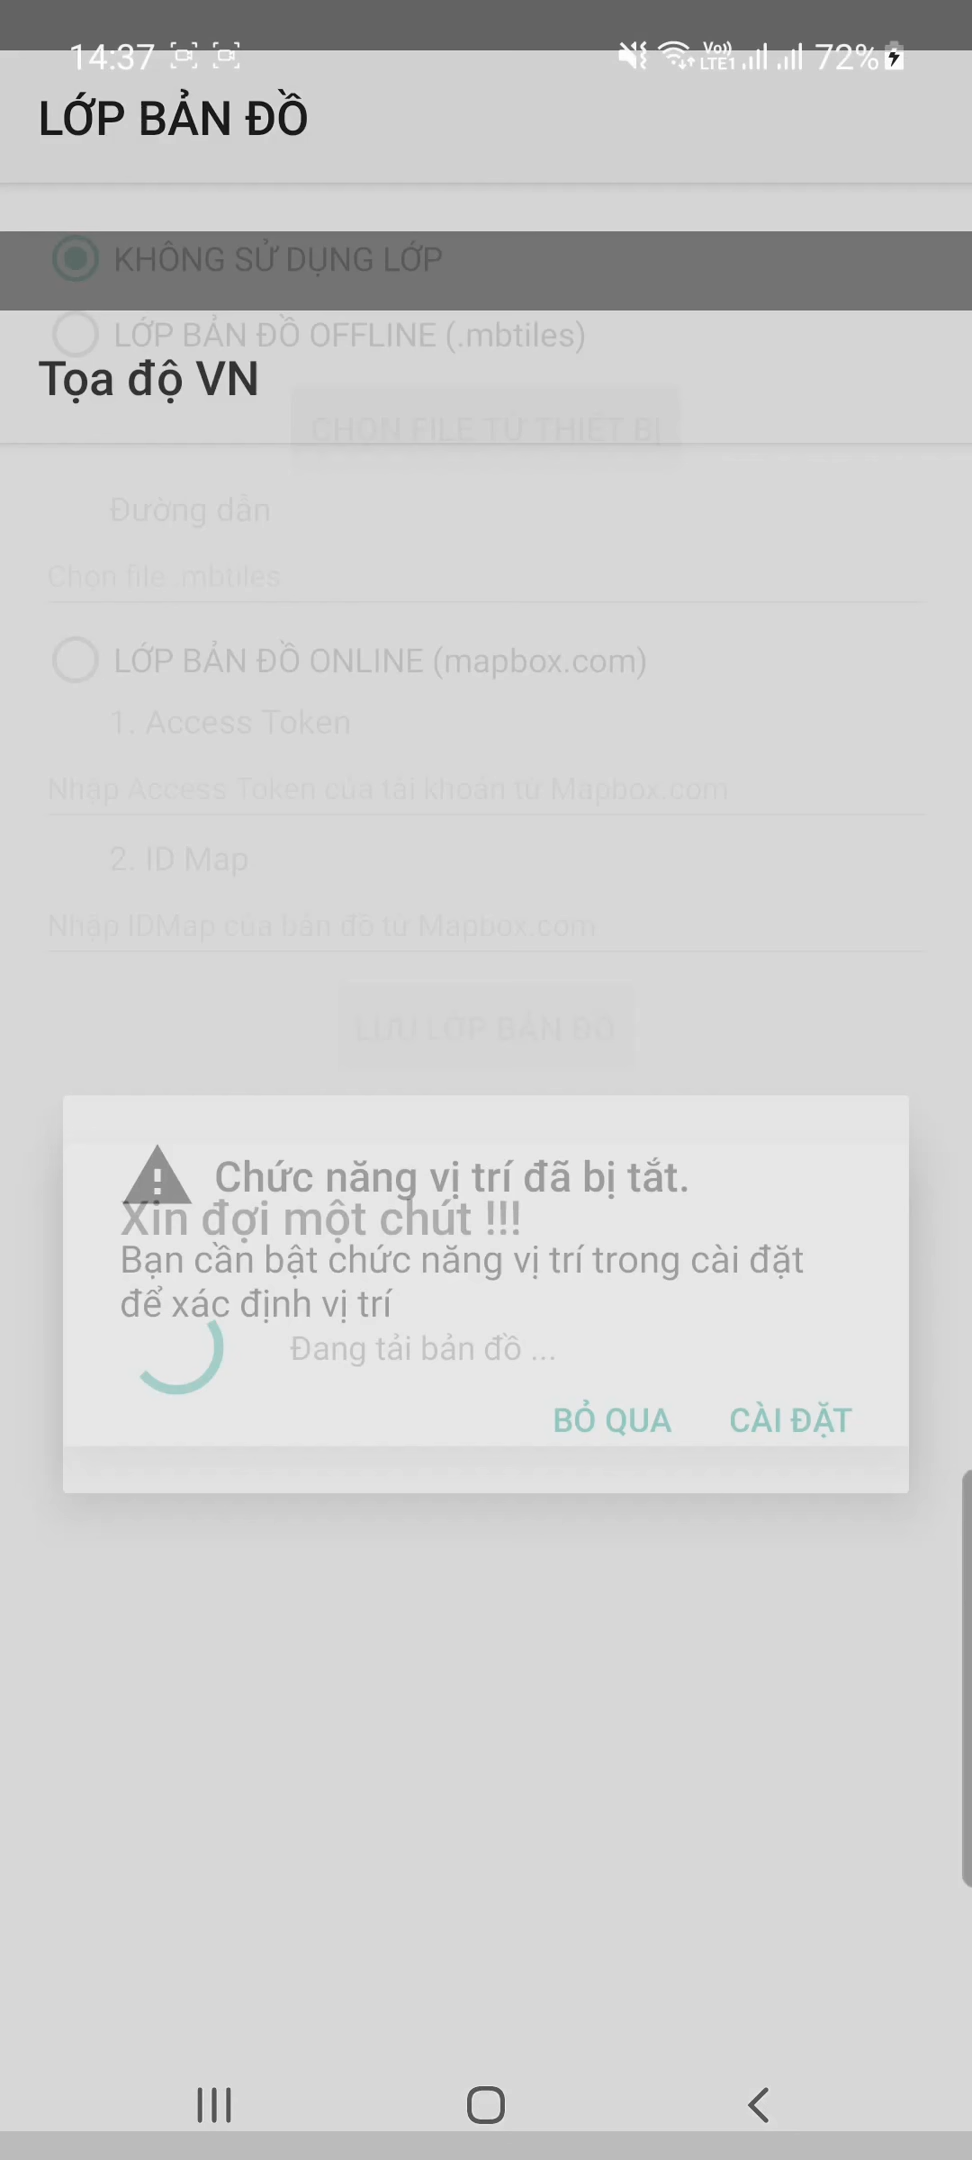 14:37
Vo))
LTE1
72%
LỚP BẢN ĐỒ
KHÔNG SỬ DỤNG LỚP
LỚP BẢN ĐỒ OFFLINE (.mbtiles)
Tọa độ VN
CHỌN FILE TỪ THIẾT BỊ
Đường dẫn
Chọn file .mbtiles
LỚP BẢN ĐỒ ONLINE (mapbox.com)
1. Access Token
Nhập Access Token của tài khoản từ Mapbox.com
2. ID Map
Nhập IDMap của bản đồ từ Mapbox.com
LƯU LỚP BẢN ĐỒ
Chức năng vị trí đã bị tắt.
Xin đợi một chút !!!
Bạn cần bật chức năng vị trí trong cài đặt
để xác định vị trí
Đang tải bản đồ ...
BỎ QUA
CÀI ĐẶT